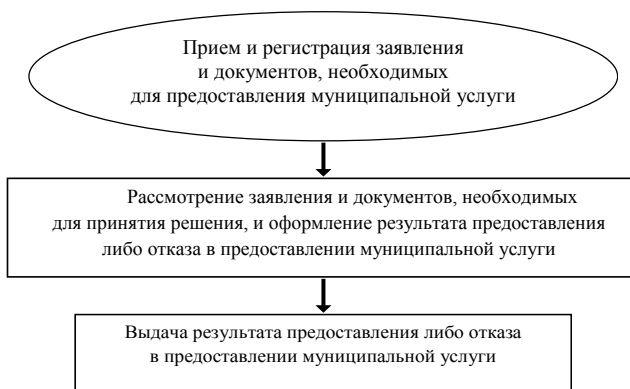 Прием и регистрация заявления
и документов, необходимых
для предоставления муниципальной услуги
Рассмотрение заявления и документов, необходимых
для принятия решения, и оформление результата предоставления
либо отказа в предоставлении муниципальной услуги
Выдача результата предоставления либо отказа
в предоставлении муниципальной услуги